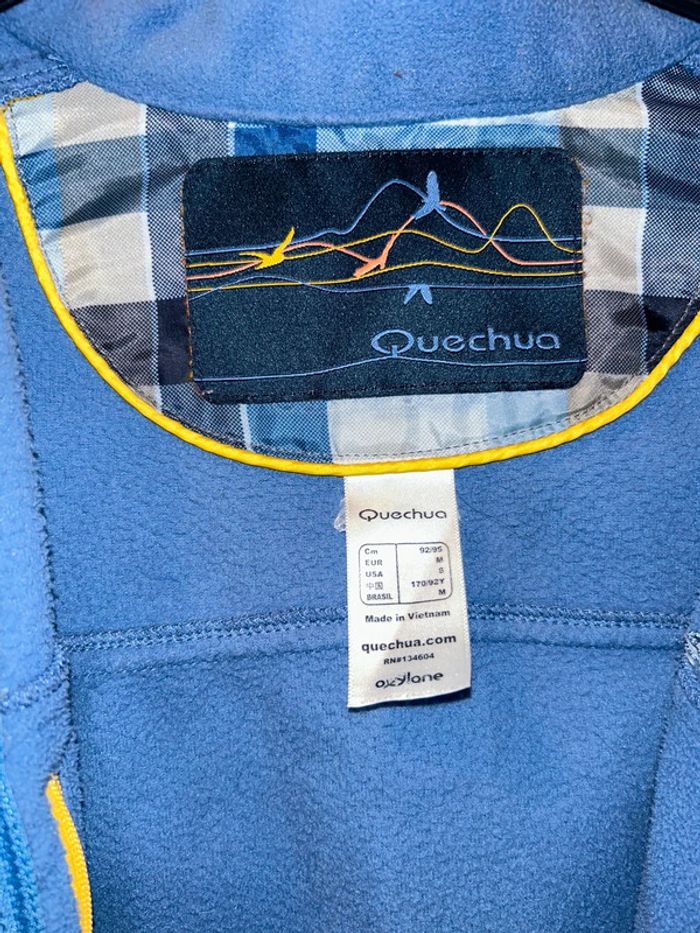 Quechua
Quechua
Cm 92/95
EUR M
USA S
中国 170/92Y
BRASIL M
Made in Vietnam
quechua.com
RN#134604
oxylane